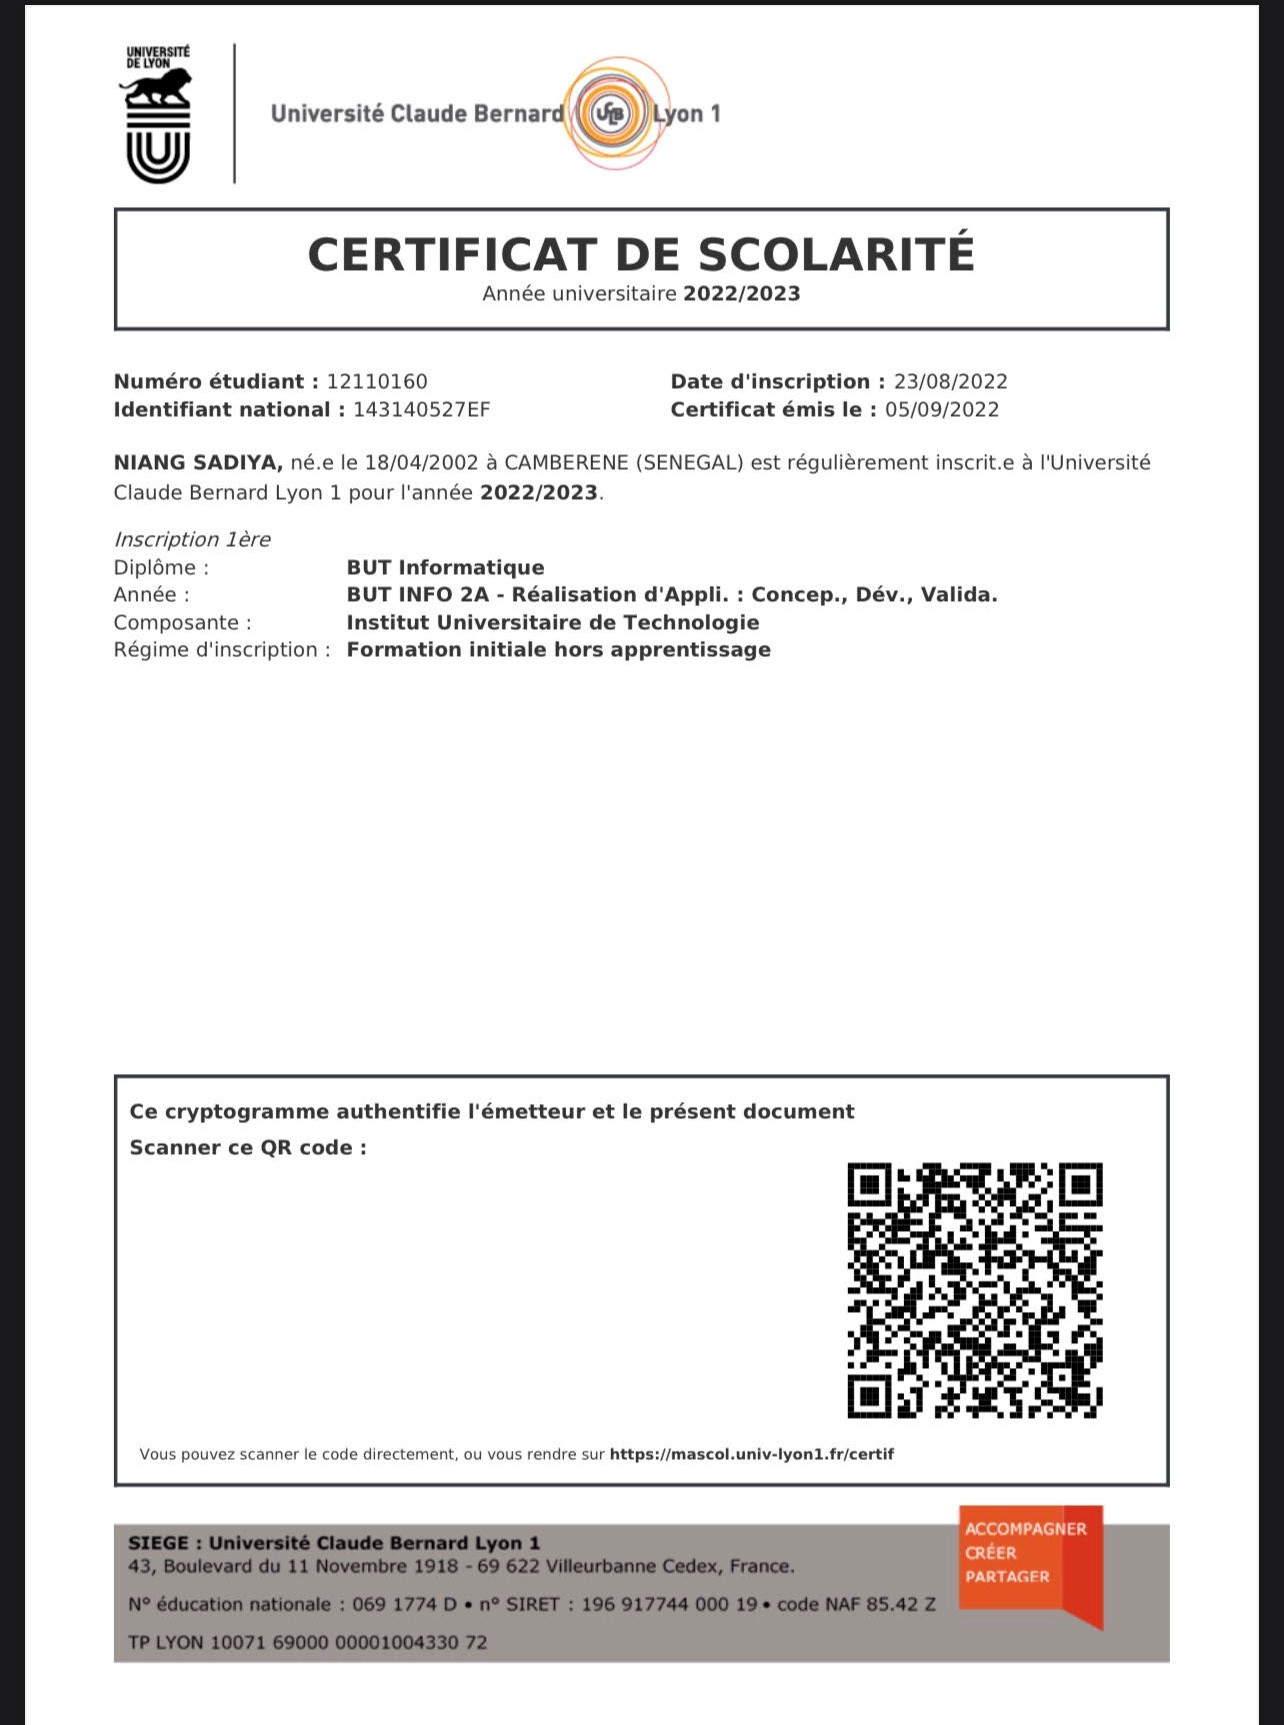 UNIVERSITÉ
DE LYON
Université Claude Bernard UCBL Lyon 1
CERTIFICAT DE SCOLARITÉ
Année universitaire 2022/2023
Numéro étudiant : 12110160
Date d'inscription : 23/08/2022
Identifiant national : 143140527EF
Certificat émis le : 05/09/2022
NIANG SADIYA, né.e le 18/04/2002 à CAMBERENE (SENEGAL) est régulièrement inscrit.e à l'Université
Claude Bernard Lyon 1 pour l'année 2022/2023.
Inscription 1ère
Diplôme : BUT Informatique
Année : BUT INFO 2A - Réalisation d'Appli. : Concep., Dév., Valida.
Composante : Institut Universitaire de Technologie
Régime d'inscription : Formation initiale hors apprentissage
Ce cryptogramme authentifie l'émetteur et le présent document
Scanner ce QR code :
Vous pouvez scanner le code directement, ou vous rendre sur https://mascol.univ-lyon1.fr/certif
SIEGE : Université Claude Bernard Lyon 1
43, Boulevard du 11 Novembre 1918 - 69 622 Villeurbanne Cedex, France.
N° éducation nationale : 069 1774 D • n° SIRET : 196 917744 000 19 • code NAF 85.42 Z
TP LYON 10071 69000 00001004330 72
ACCOMPAGNER
CRÉER
PARTAGER